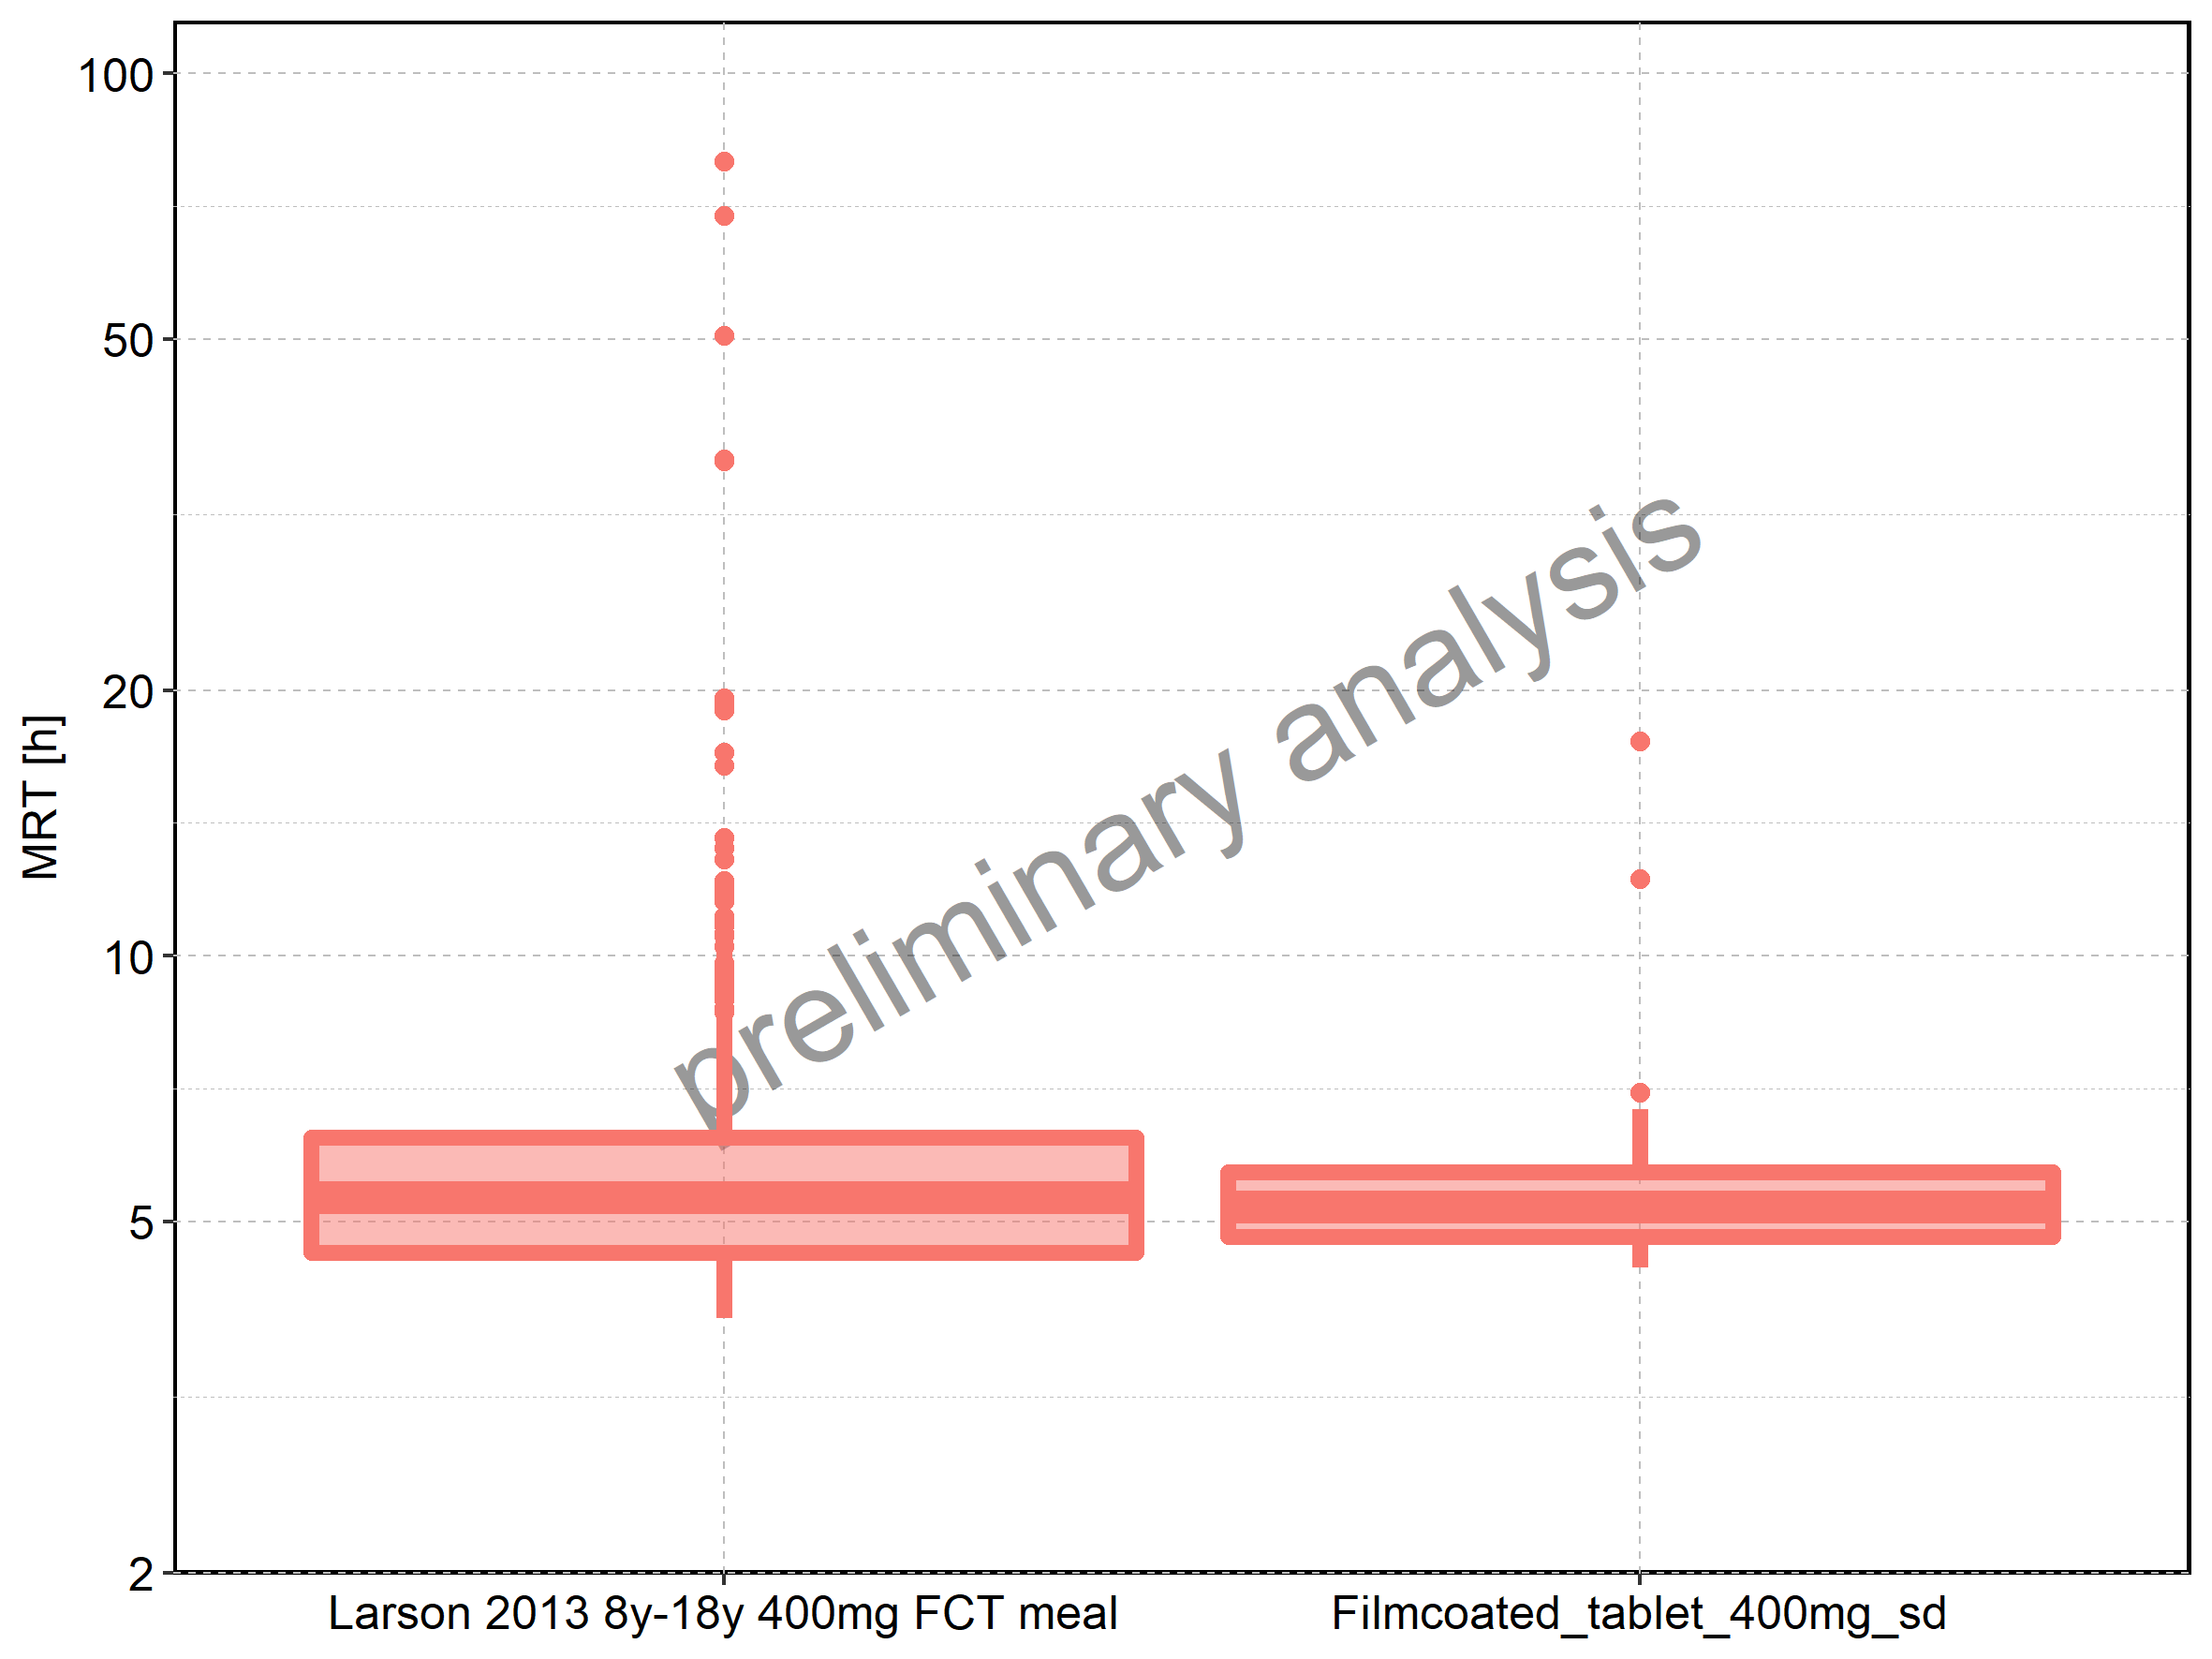 100
50
20
10
5
2
MRT [h]
preliminary analysis
Larson 2013 8y-18y 400mg FCT meal
Filmcoated_tablet_400mg_sd